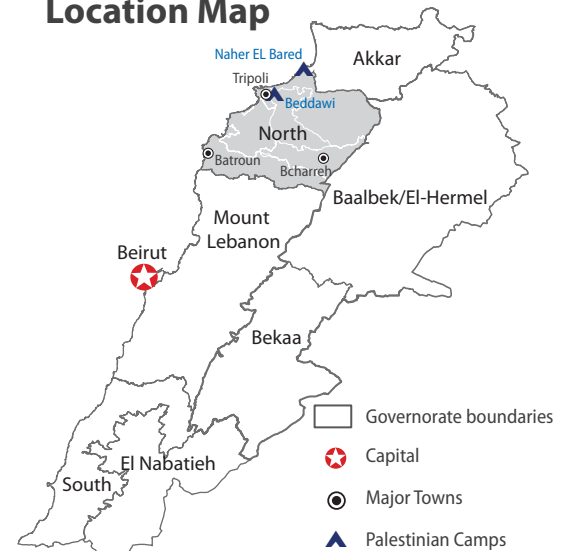 Location Map
Naher EL Bared
Akkar
Tripoli
Beddawi
North
Batroun
Bcharreh
Baalbek/El-Hermel
Mount
Lebanon
Beirut
Bekaa
Governorate boundaries
Capital
El Nabatieh
South
Major Towns
Palestinian Camps